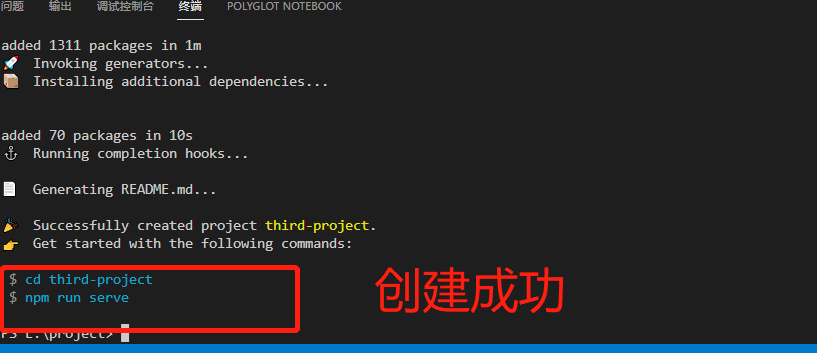 问题 输出 调试控制台 终端 POLYGLOT NOTEBOOK
added 1311 packages in 1m
Invoking generators...
Installing additional dependencies...
added 70 packages in 10s
Running completion hooks...
Generating README.md...
Successfully created project third-project.
Get started with the following commands:
$ cd third-project
$ npm run serve
创建成功
PS E:\project>